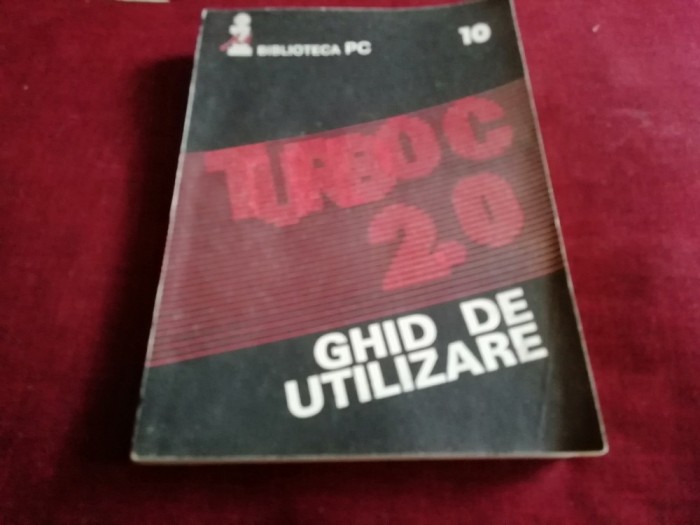 BIBLIOTECA PC 10
TURBO C
2.0
GHID DE
UTILIZARE